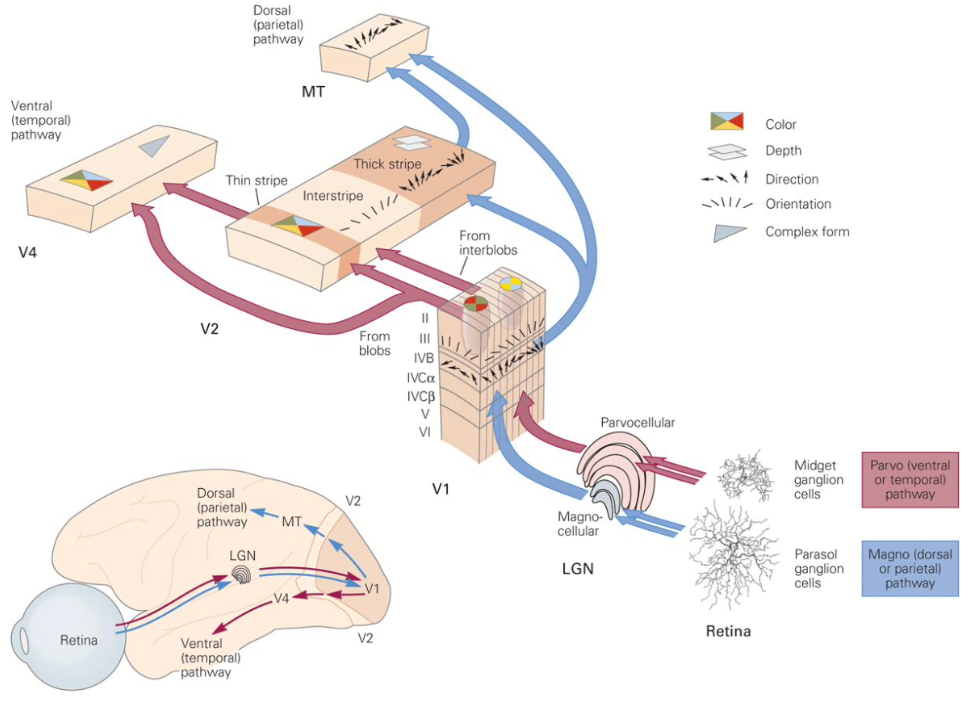 Dorsal
(parietal)
pathway
MT
Ventral
(temporal)
pathway
V4
Thin stripe
Interstripe
Thick stripe
V2
Color
Depth
Direction
Orientation
Complex form
From
interblobs
From
blobs
II
III
IVB
IVCα
IVCβ
V
VI
V1
Parvocellular
Magno-
cellular
LGN
Midget
ganglion
cells
Parvo (ventral
or temporal)
pathway
Parasol
ganglion
cells
Magno (dorsal
or parietal)
pathway
Retina
Dorsal
(parietal)
pathway
MT
V2
LGN
V1
V4
V2
Retina
Ventral
(temporal)
pathway